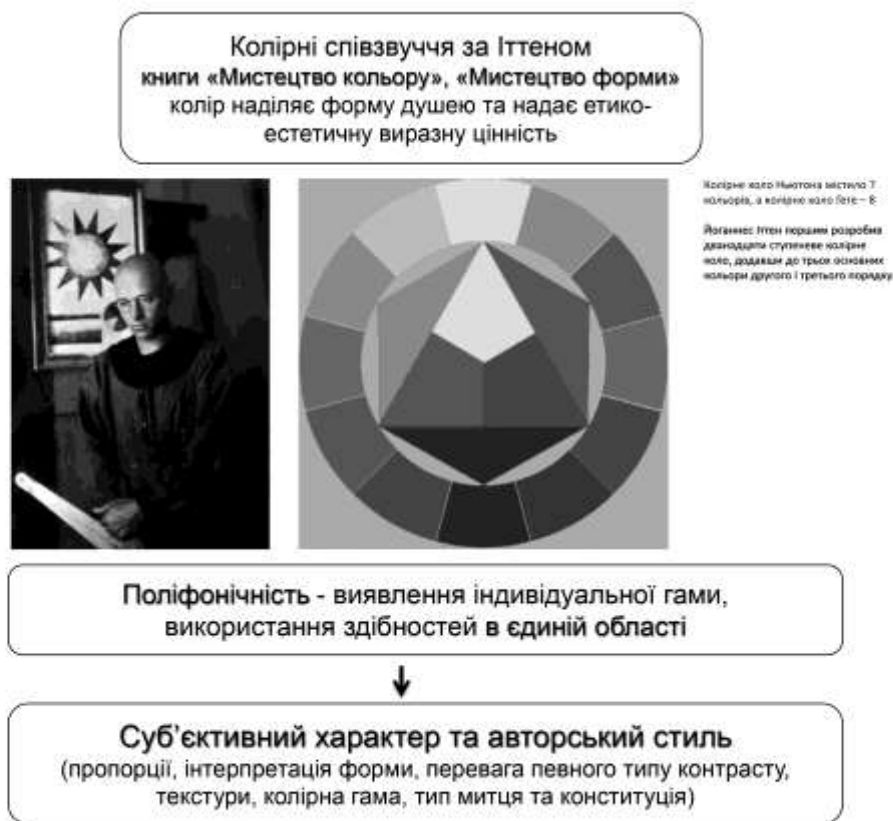 Колірні співзвуччя за Іттеном
книги «Мистецтво кольору», «Мистецтво форми»
колір наділяє форму душею та надає етико-
естетичну виразну цінність
Колірне коло Ньютона містило 7
кольорів, а колірне коло Гете – 8
Йоганнес Іттен першим розробив
дванадцяти ступеневе колірне
коло, додавши до трьох основних
кольори другого і третього порядку
Поліфонічність - виявлення індивідуальної гами,
використання здібностей в єдиній області
Суб’єктивний характер та авторський стиль
(пропорції, інтерпретація форми, перевага певного типу контрасту,
текстури, колірна гама, тип митця та конституція)